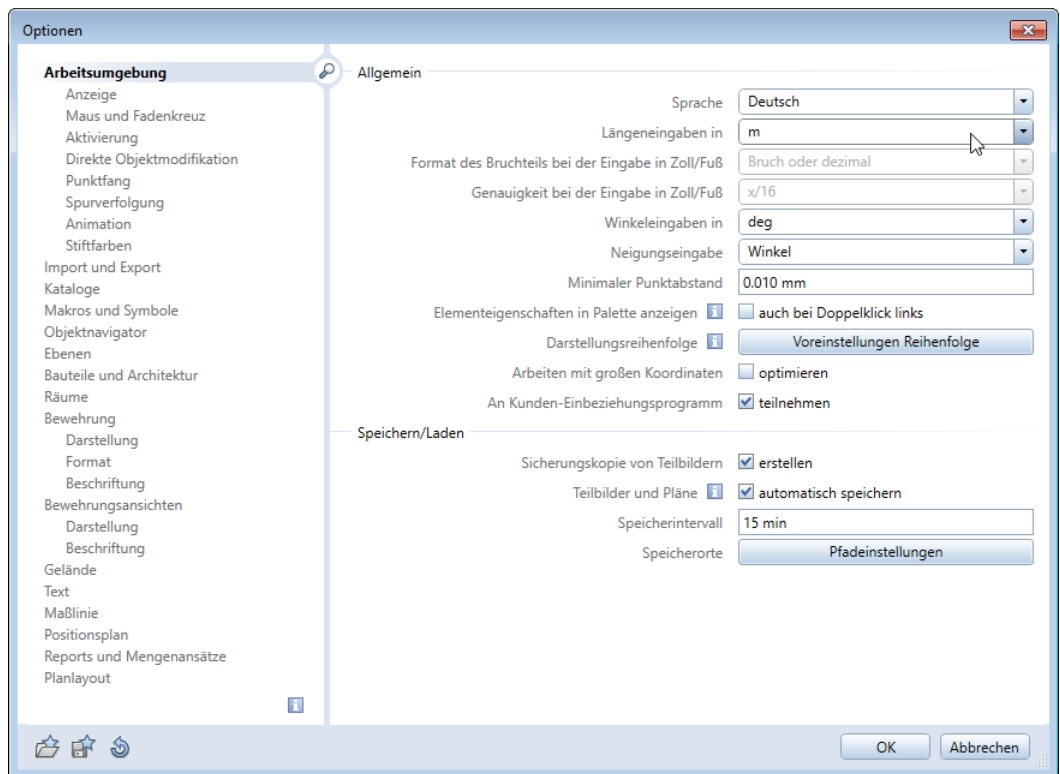 Optionen
Arbeitsumgebung
Anzeige
Maus und Fadenkreuz
Aktivierung
Direkte Objektmodifikation
Punktfang
Spurverfolgung
Animation
Stiftfarben
Import und Export
Kataloge
Makros und Symbole
Objektnavigator
Ebenen
Bauteile und Architektur
Räume
Bewehrung
Darstellung
Format
Beschriftung
Bewehrungsansichten
Darstellung
Beschriftung
Gelände
Text
Maßlinie
Positionsplan
Reports und Mengenansätze
Planlayout
Allgemein
Sprache Deutsch
Längeneingaben in m
Format des Bruchteils bei der Eingabe in Zoll/Fuß Bruch oder dezimal
Genauigkeit bei der Eingabe in Zoll/Fuß x/16
Winkeleingaben in deg
Neigungseingabe Winkel
Minimaler Punktabstand 0.010 mm
Elementeigenschaften in Palette anzeigen i auch bei Doppelklick links
Darstellungsreihenfolge i Voreinstellungen Reihenfolge
Arbeiten mit großen Koordinaten optimieren
An Kunden-Einbeziehungsprogramm teilnehmen
Speichern/Laden
Sicherungskopie von Teilbildern erstellen
Teilbilder und Pläne i automatisch speichern
Speicherintervall 15 min
Speicherorte Pfadeinstellungen
i
OK Abbrechen